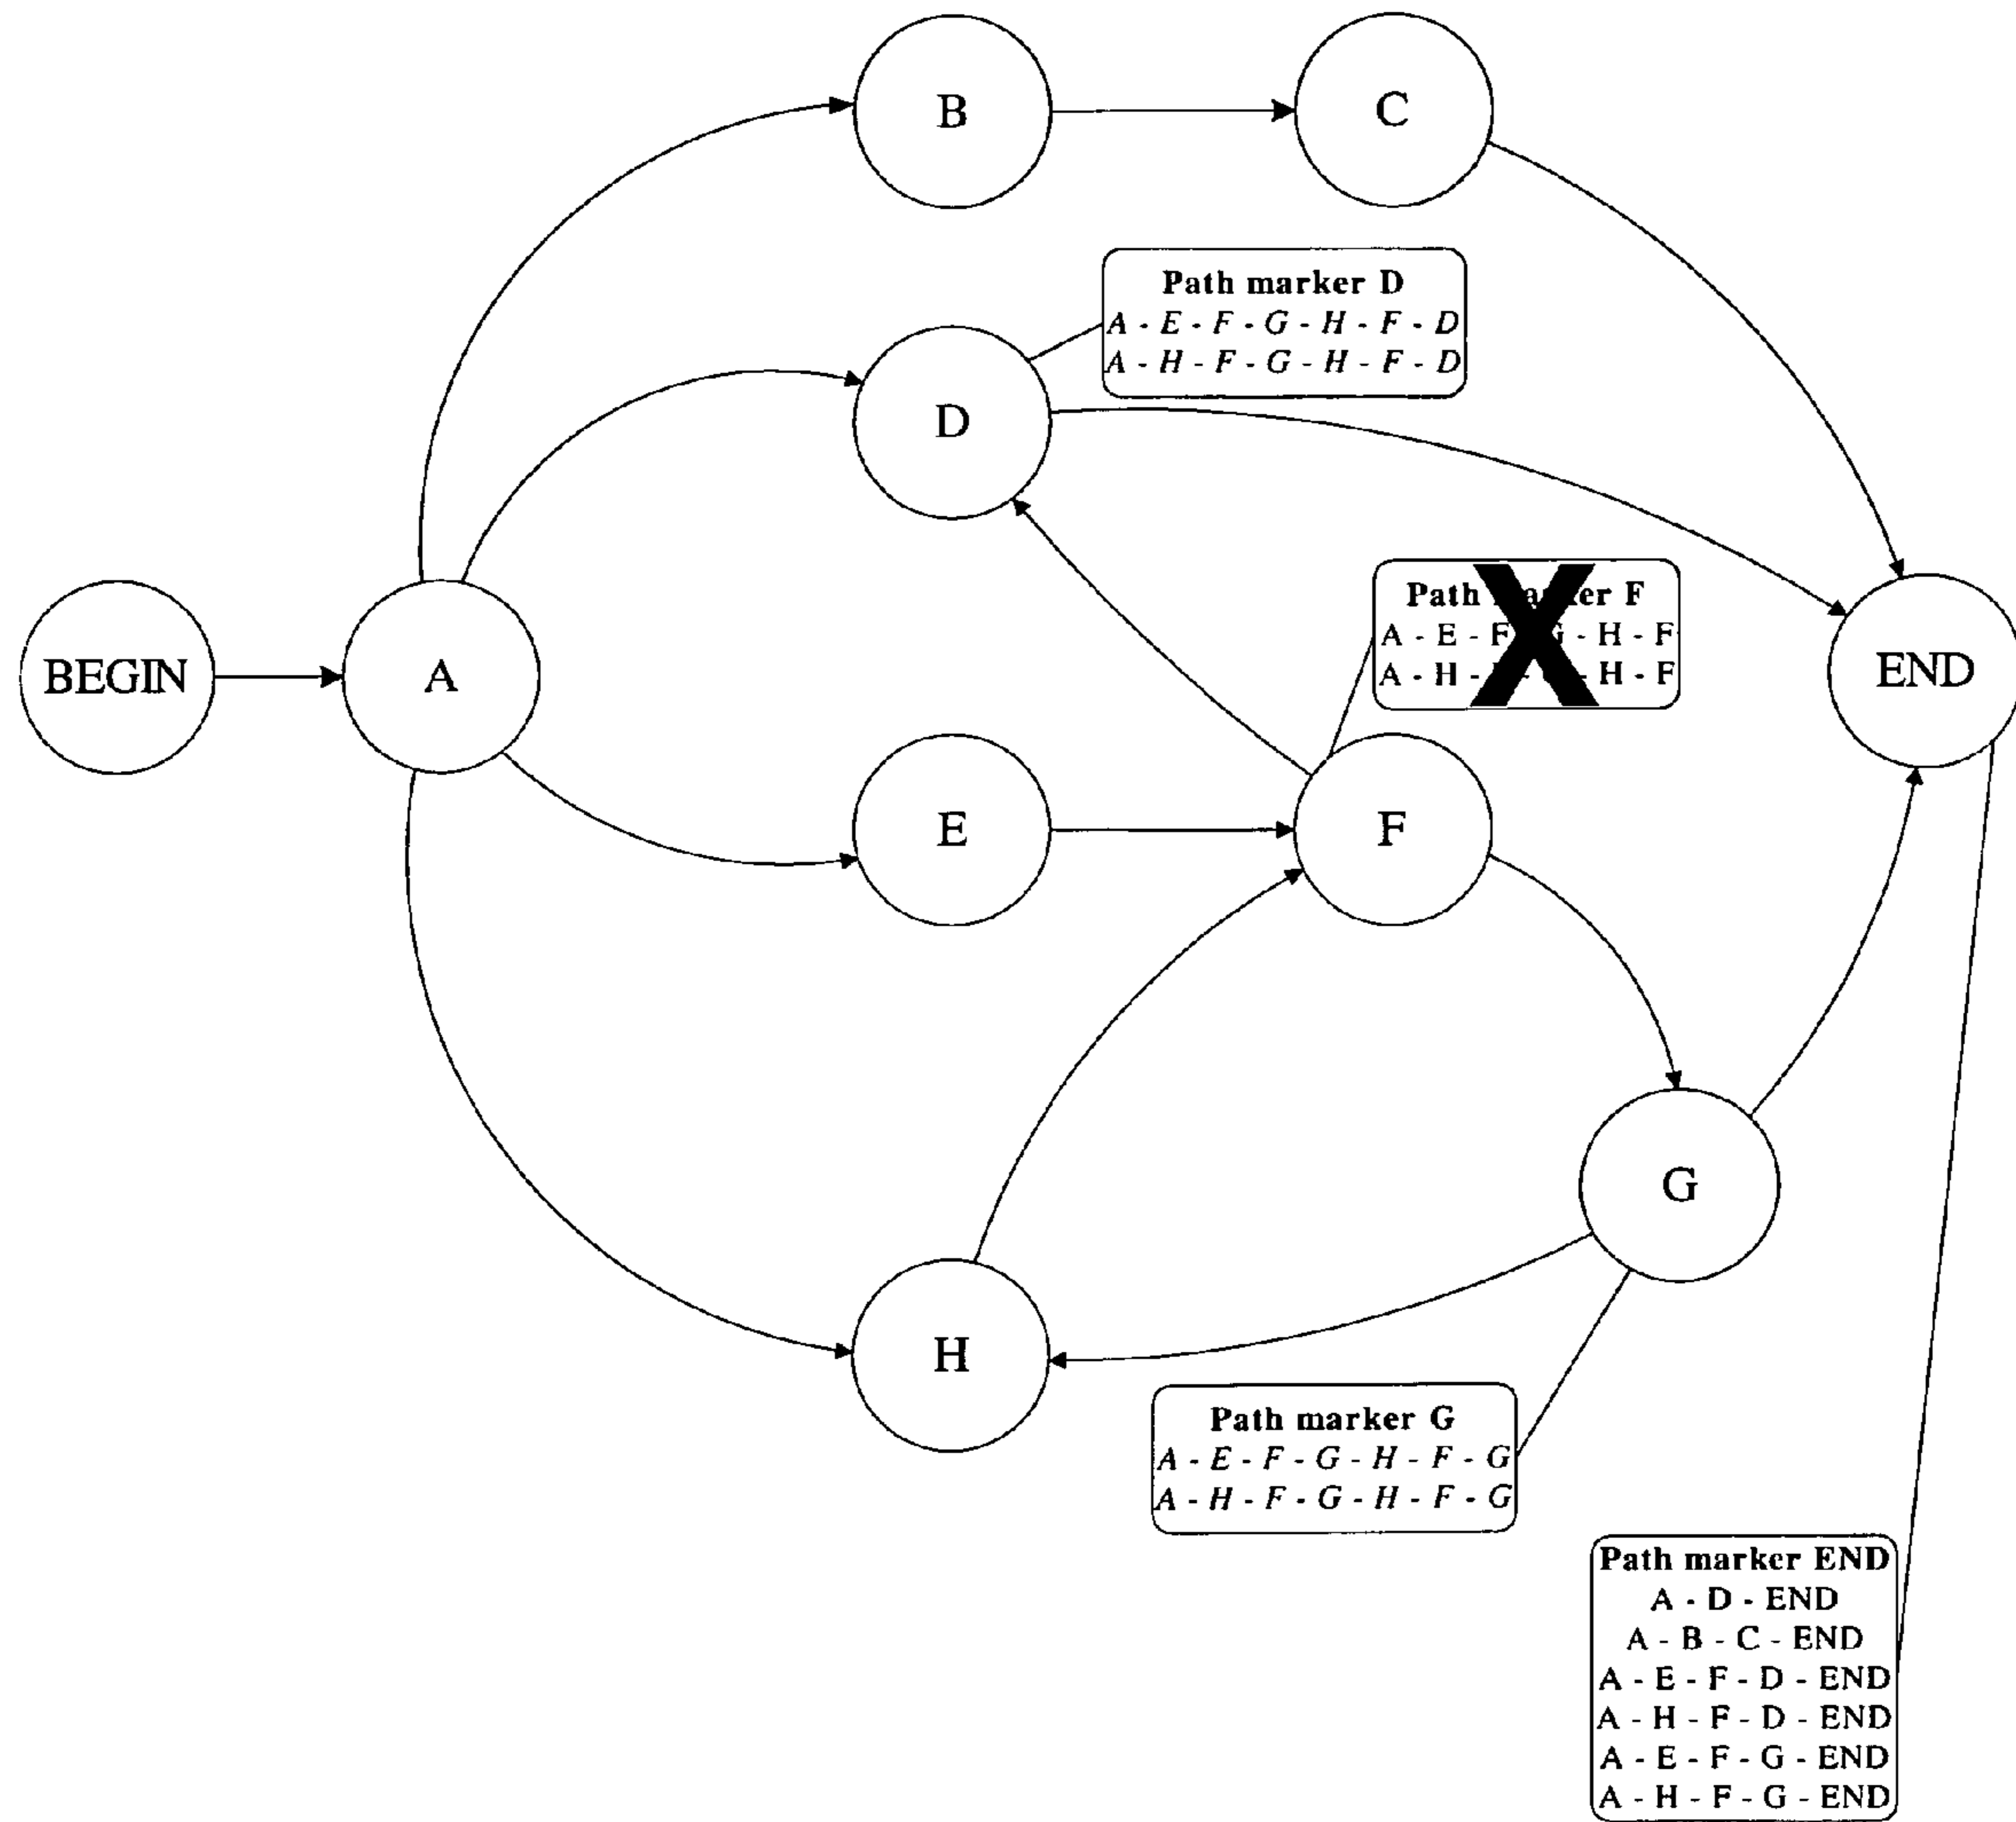 B
C
Path marker D
A - E - F - G - H - F - D
A - H - F - G - H - F - D
D
Path er F
A - E - F G - H - F
A - H - - H - F
BEGIN
A
END
E
F
G
H
Path marker G
A - E - F - G - H - F - G
A - H - F - G - H - F - G
Path marker END
A - D - END
A - B - C - END
A - E - F - D - END
A - H - F - D - END
A - E - F - G - END
A - H - F - G - END